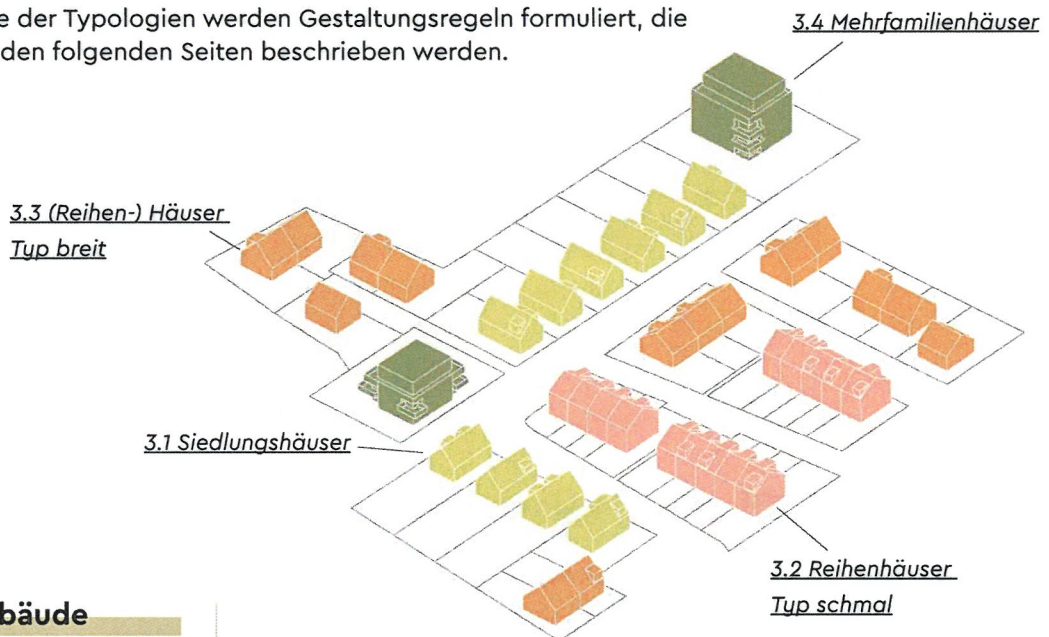 e der Typologien werden Gestaltungsregeln formuliert, die
den folgenden Seiten beschrieben werden.
3.4 Mehrfamilienhäuser
3.3 (Reihen-) Häuser
Typ breit
3.1 Siedlungshäuser
3.2 Reihenhäuser
Typ schmal
bäude